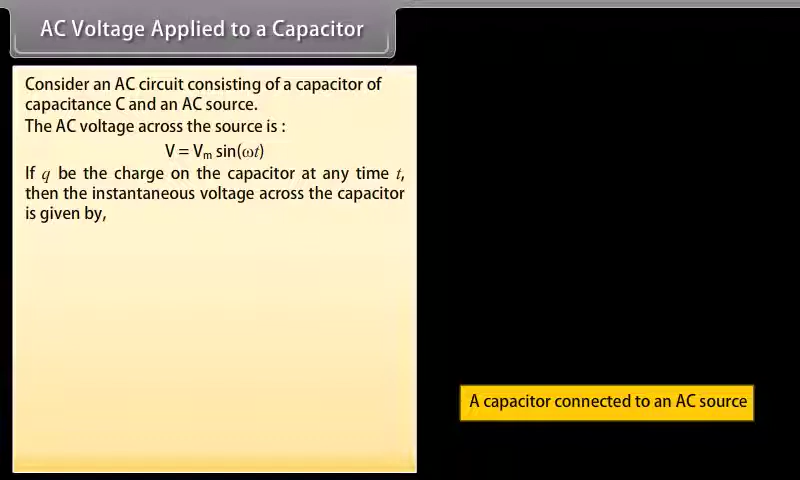 AC Voltage Applied to a Capacitor
Consider an AC circuit consisting of a capacitor of
capacitance C and an AC source.
The AC voltage across the source is :
V = Vₘ sin(ωt)
If q be the charge on the capacitor at any time t,
then the instantaneous voltage across the capacitor
is given by,
A capacitor connected to an AC source